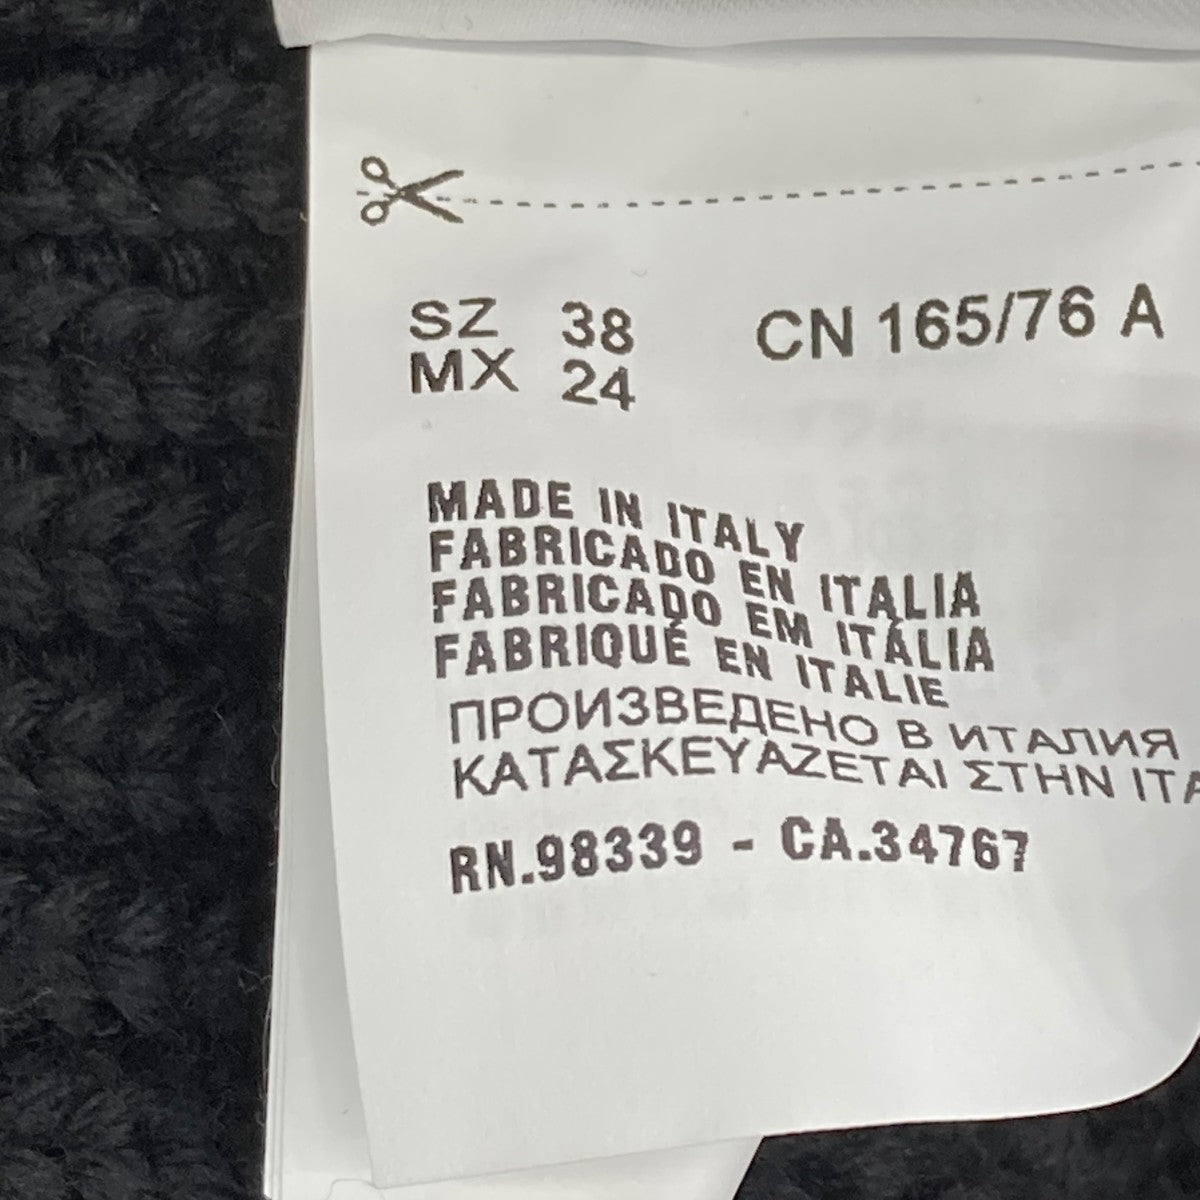 SZ 38 CN 165/76 A
MX 24
MADE IN ITALY
FABRICADO EN ITALIA
FABRICADO EM ITÁLIA
FABRIQUÉ EN ITALIE
ПРОИЗВЕДЕНО В ИТАЛИЯ
ΚΑΤΑΣΚΕΥΑΖΕΤΑΙ ΣΤΗΝ
RN.98339 - CA.34767